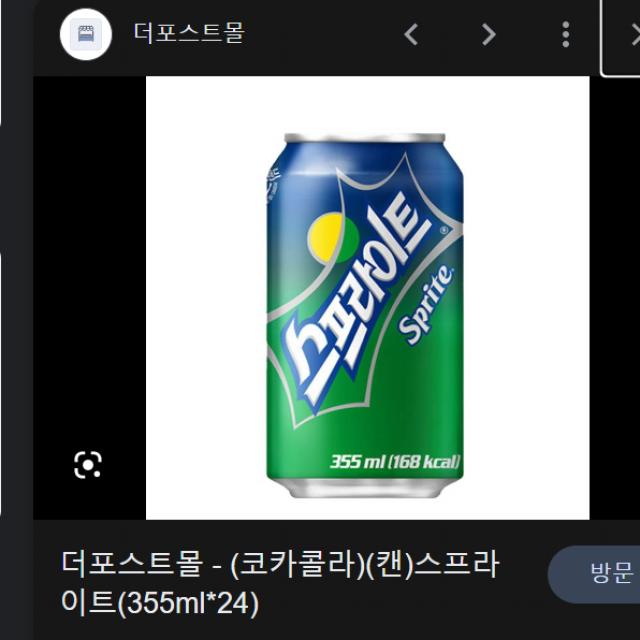 더포스트몰
스프라이트
Sprite
355 ml (168 kcal)
더포스트몰 - (코카콜라)(캔)스프라
이트(355ml*24)
방문